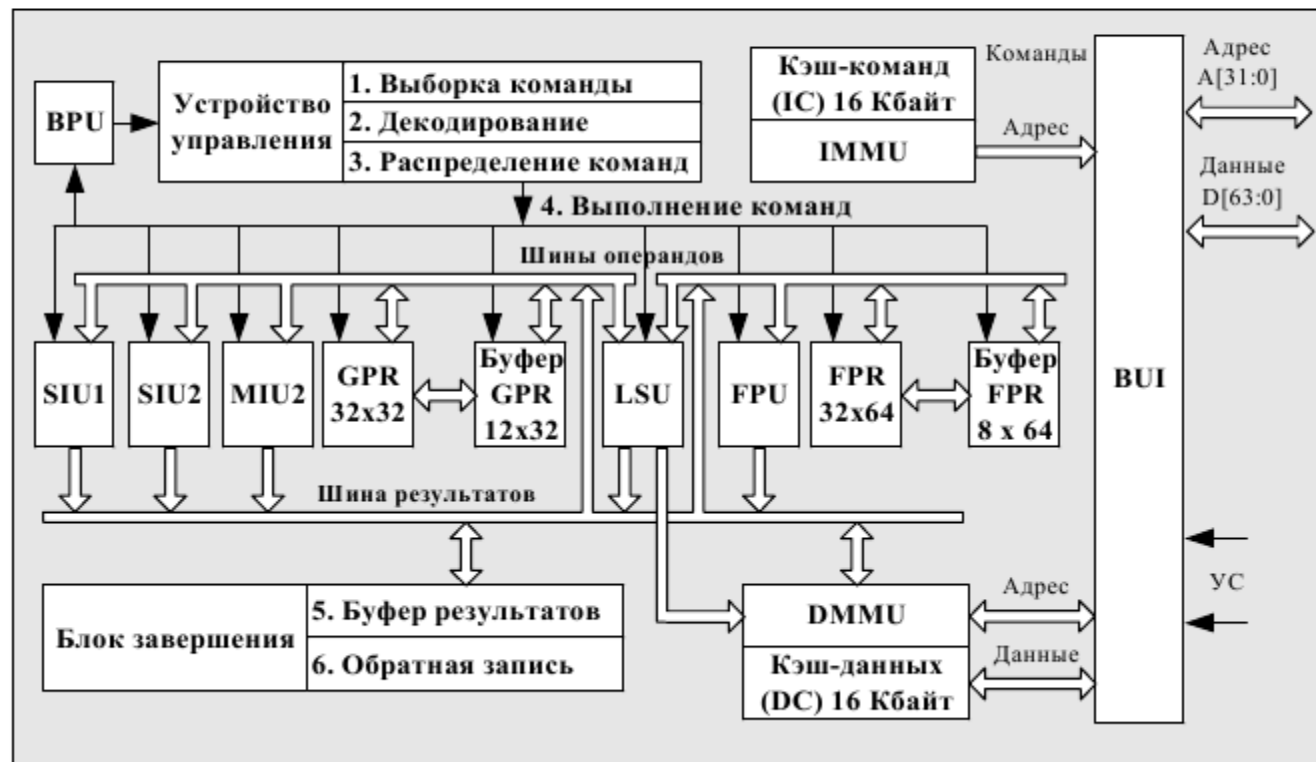 BPU
Устройство
управления
1. Выборка команды
2. Декодирование
3. Распределение команд
Кэш-команд
(IC) 16 Кбайт
IMMU
Команды
Адрес
Адрес
A[31:0]
Данные
D[63:0]
4. Выполнение команд
Шины операндов
SIU1
SIU2
MIU2
GPR
32x32
Буфер
GPR
12x32
LSU
FPU
FPR
32x64
Буфер
FPR
8 x 64
BUI
Шина результатов
Блок завершения
5. Буфер результатов
6. Обратная запись
DMMU
Кэш-данных
(DC) 16 Кбайт
Адрес
Данные
УС